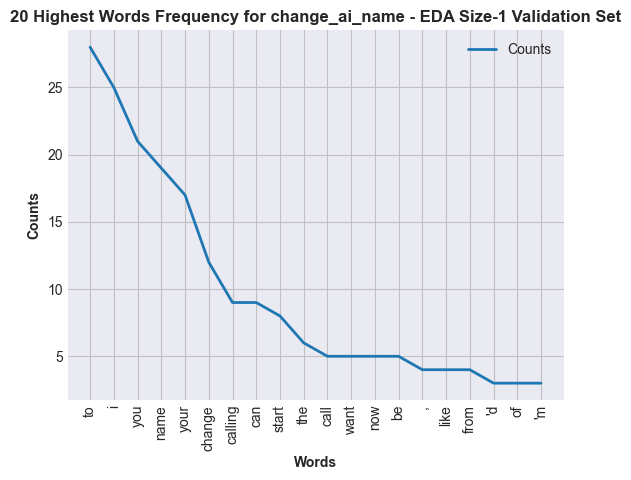 20 Highest Words Frequency for change_ai_name - EDA Size-1 Validation Set
Counts
25
20
15
10
5
Counts
to
i
you
name
your
change
calling
can
start
the
call
want
now
be
,
like
from
'd
of
'm
Words